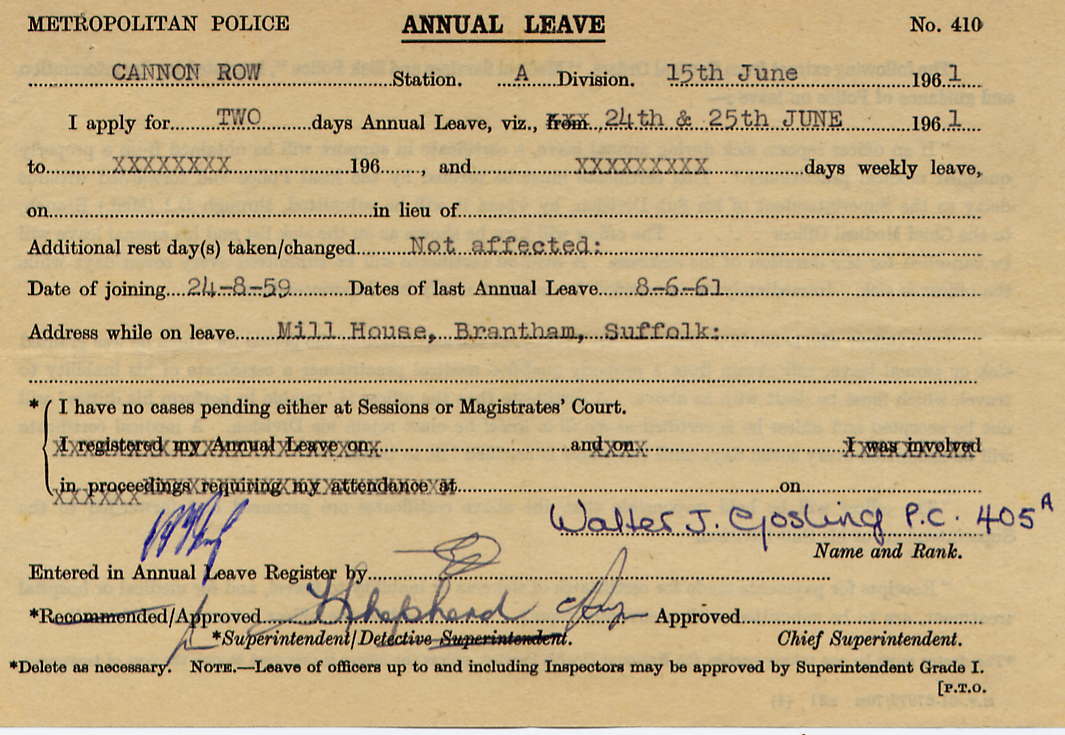 METROPOLITAN POLICE ANNUAL LEAVE No. 410
CANNON ROW Station. A Division. 15th June 1961
I apply for TWO days Annual Leave, viz., from 24th & 25th JUNE 1961
to XXXXXXXX 196 , and XXXXXXXXX days weekly leave,
on in lieu of
Additional rest day(s) taken/changed Not affected:
Date of joining 24-8-59 Dates of last Annual Leave 8-6-61
Address while on leave Mill House, Brantham, Suffolk:
* I have no cases pending either at Sessions or Magistrates' Court.
I registered my Annual Leave on and on I was involved
in proceedings requiring my attendance at on
Walter J. Gosling P.C. 405 A
Name and Rank.
Entered in Annual Leave Register by
*Recommended/Approved Shepherd Approved
*Superintendent/Detective Superintendent. Chief Superintendent.
*Delete as necessary. NOTE.—Leave of officers up to and including Inspectors may be approved by Superintendent Grade I.
[P.T.O.